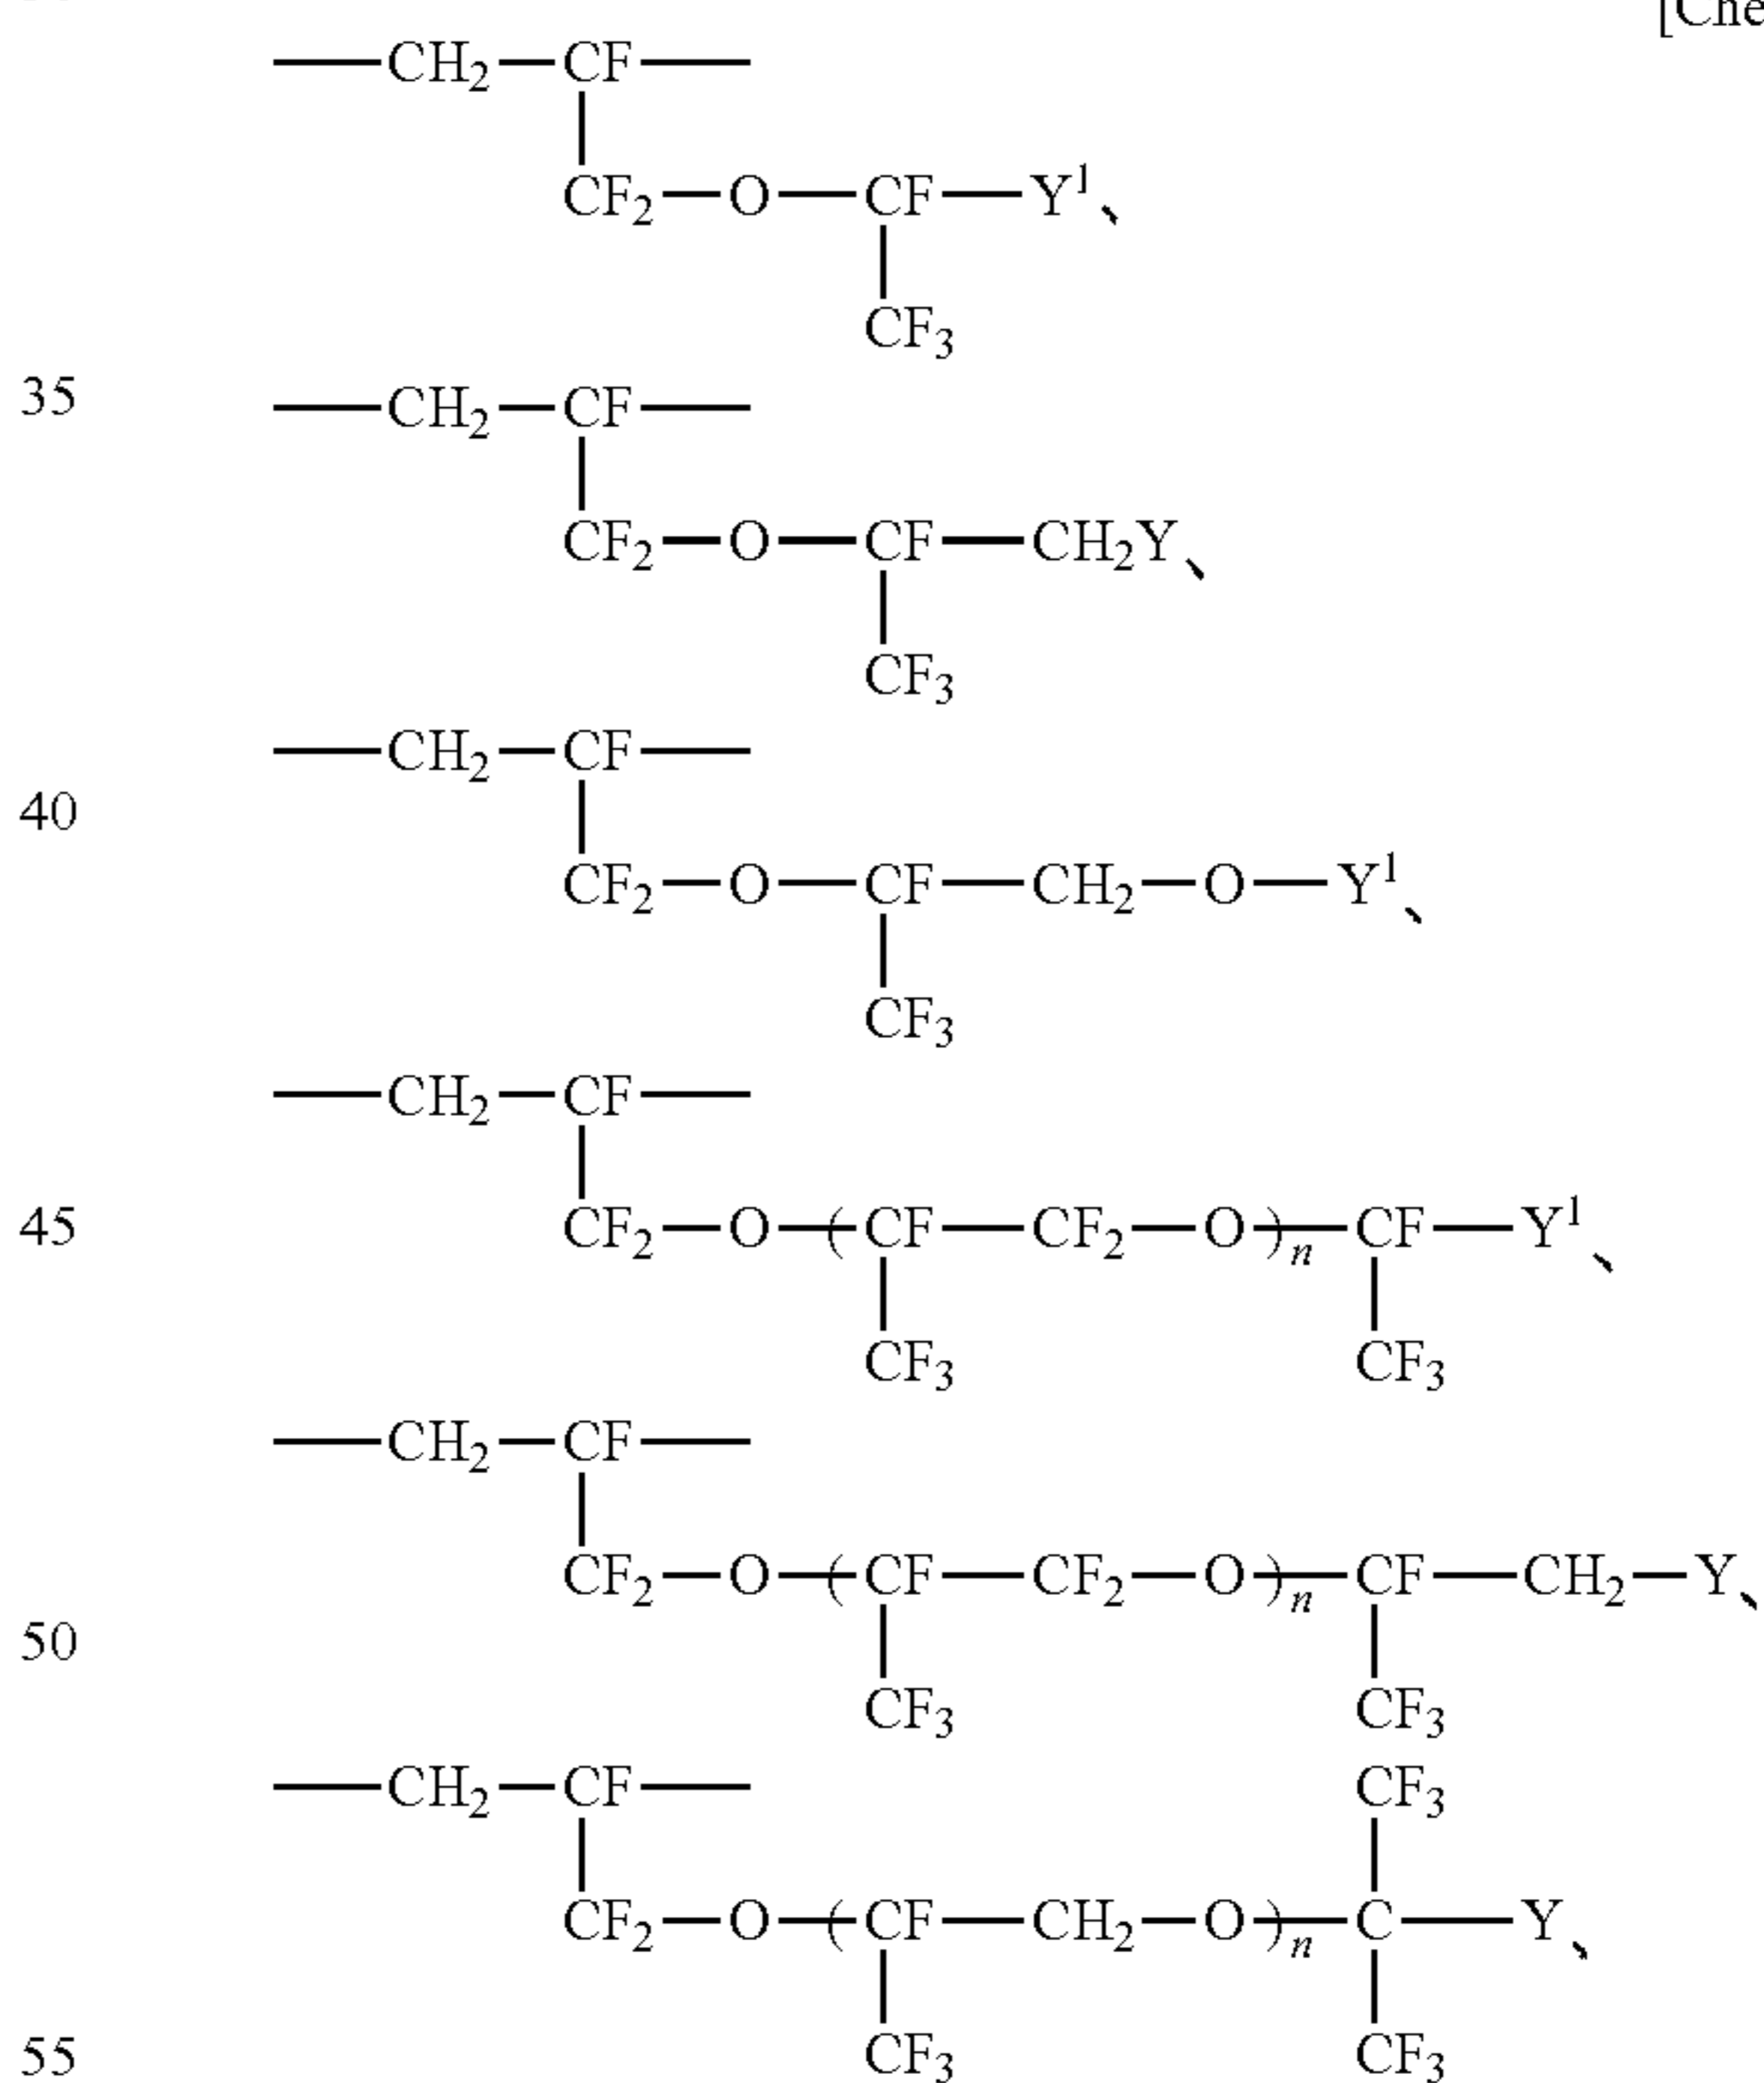 [Che
—CH₂—CF—
CF₂—O—CF—Y¹、
CF₃
35
—CH₂—CF—
CF₂—O—CF—CH₂Y、
CF₃
—CH₂—CF—
40
CF₂—O—CF—CH₂—O—Y¹、
CF₃
—CH₂—CF—
45
CF₂—O—(CF—CF₂—O)ₙ—CF—Y¹、
CF₃ CF₃
—CH₂—CF—
CF₂—O—(CF—CF₂—O)ₙ—CF—CH₂—Y、
50
CF₃ CF₃
—CH₂—CF— CF₃
CF₂—O—(CF—CH₂—O)ₙ—C—Y、
CF₃ CF₃
55